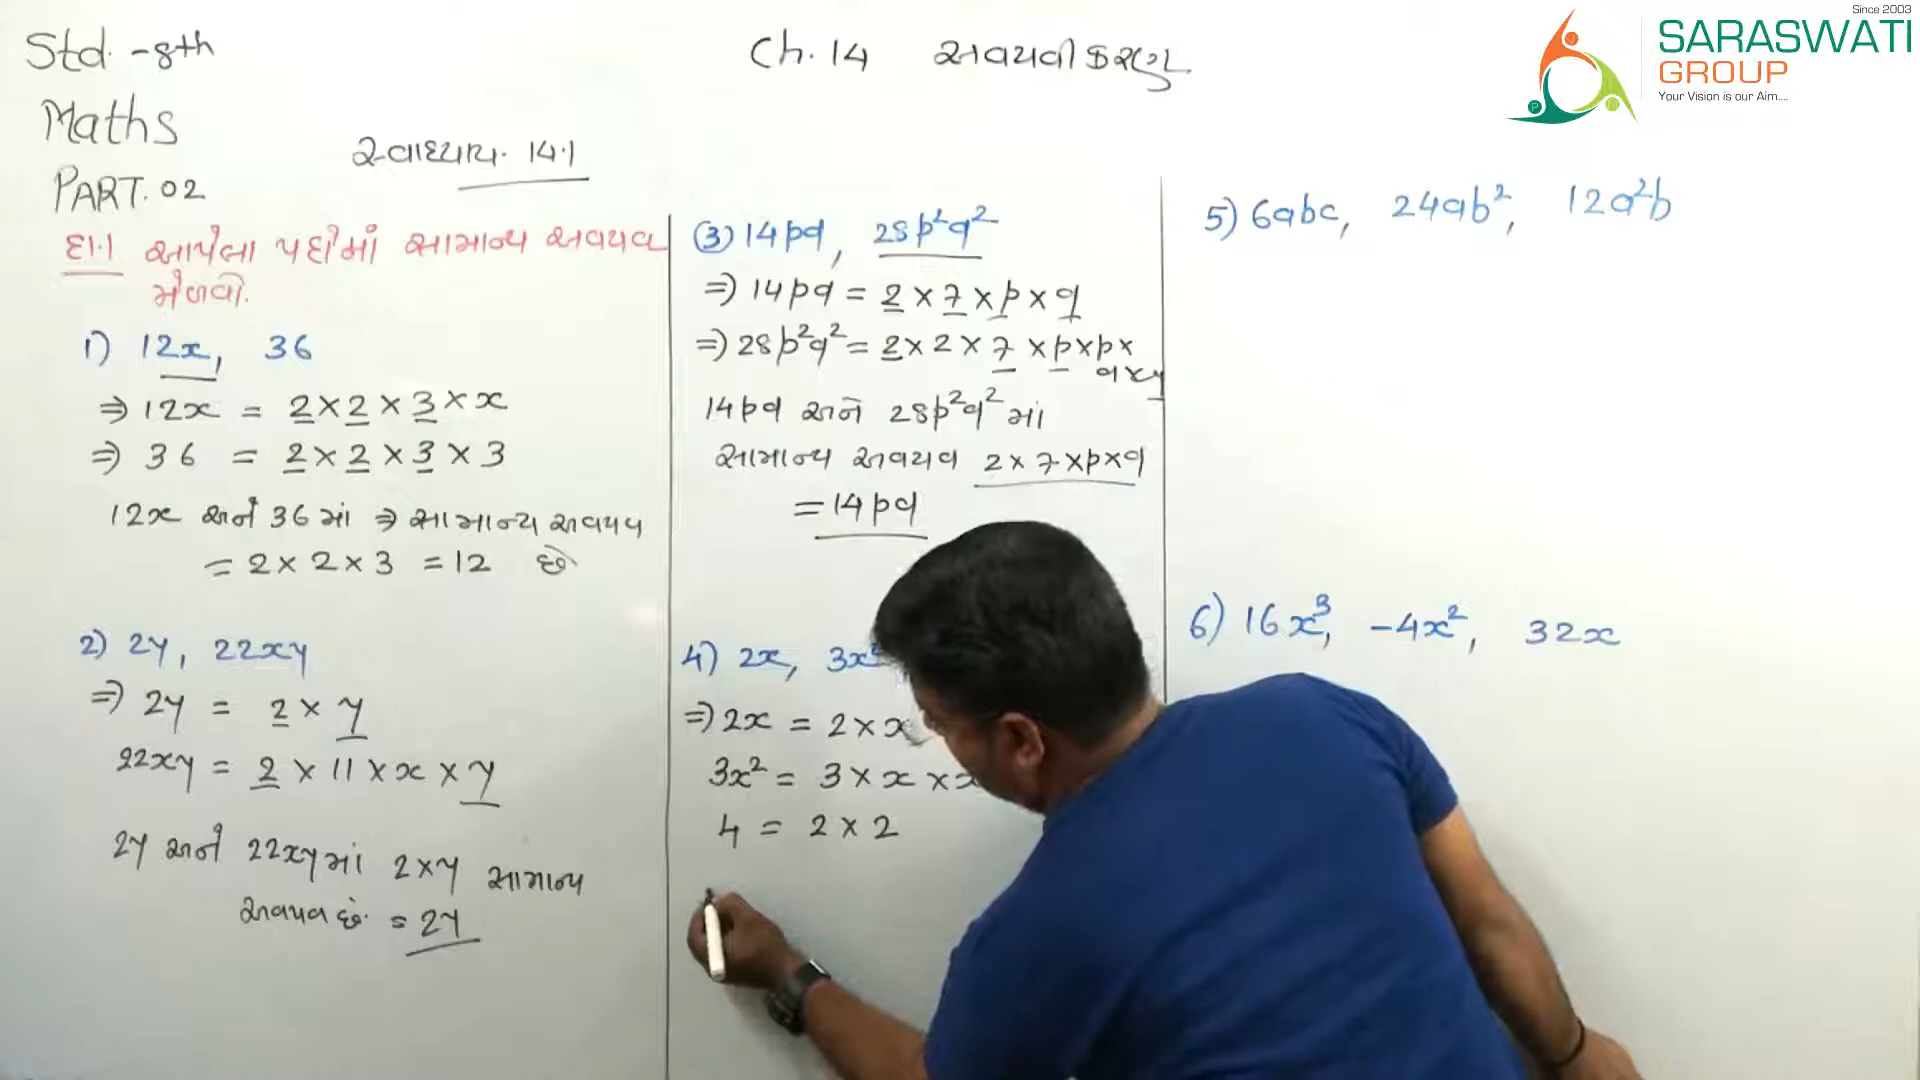 Std. -8th
Maths
PART. 02
Ch. 14 અવયવીકરણ
Since 2003
SARASWATI
GROUP
Your Vision is our Aim....
સ્વાધ્યાય. 14.1
દા.1 આપેલા પદોમાં સામાન્ય અવયવ
મેળવો.
1) 12x, 36
⇒ 12x = 2 × 2 × 3 × x
⇒ 36 = 2 × 2 × 3 × 3
12x અને 36 માં ⇒ સામાન્ય અવયવ
= 2 × 2 × 3 = 12 છે
2) 2y, 22xy
⇒ 2y = 2 × y
22xy = 2 × 11 × x × y
2y અને 22xy માં 2 × y સામાન્ય
અવયવ છે. = 2y
(3) 14pq, 28p²q²
⇒ 14pq = 2 × 7 × p × q
⇒ 28p²q² = 2 × 2 × 7 × p × p ×
q × q
14pq અને 28p²q² માં
સામાન્ય અવયવ 2 × 7 × p × q
= 14pq
4) 2x, 3x²
⇒ 2x = 2 × x
3x² = 3 × x × x
4 = 2 × 2
5) 6abc, 24ab², 12a²b
6) 16x³, -4x², 32x